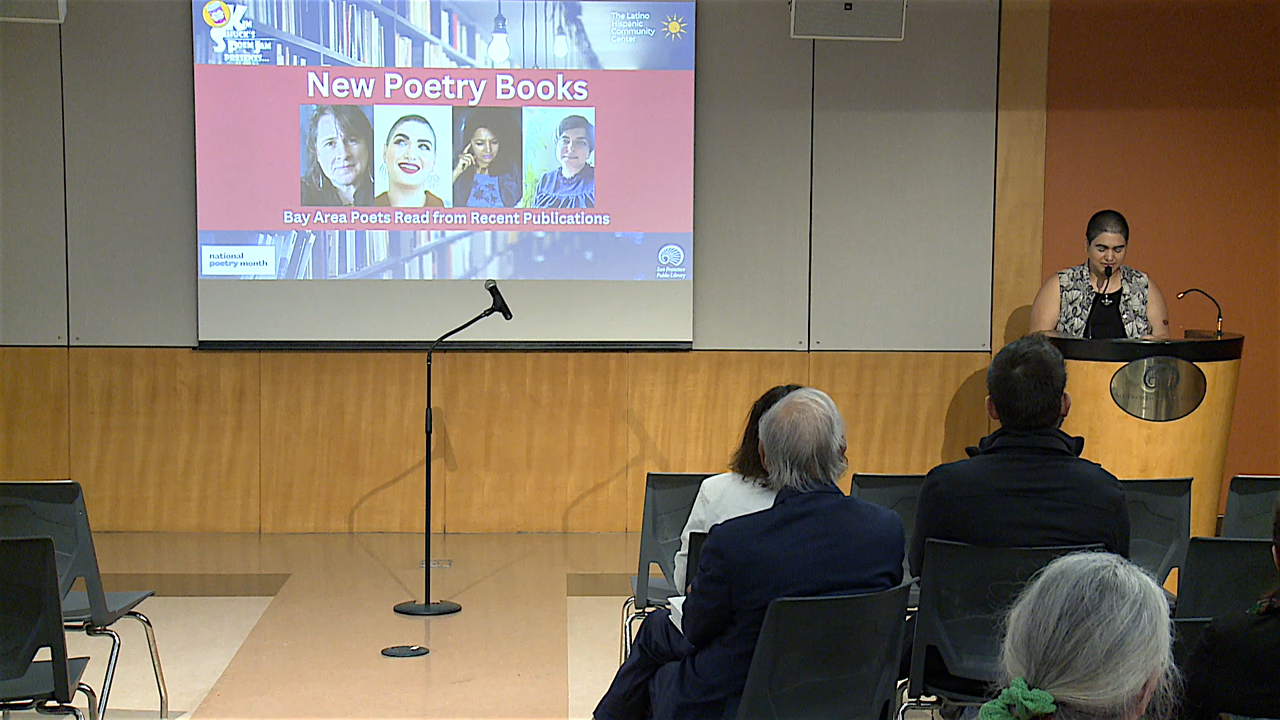 Kim
Shuck's
Poem Jam
presents...
The Latino
Hispanic
Community
Center
New Poetry Books
Bay Area Poets Read from Recent Publications
national
poetry month
San Francisco
Public Library